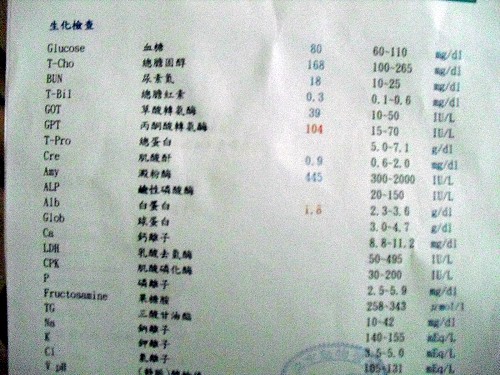 生化檢查
Glucose 血糖 80 60-110 mg/dl
T-Cho 總膽固醇 168 100-265 mg/dl
BUN 尿素氮 18 10-25 mg/dl
T-Bil 總膽紅素 0.3 0.1-0.6 mg/dl
GOT 草酸轉氨酶 39 10-50 IU/L
GPT 丙酮酸轉氨酶 104 15-70 IU/L
T-Pro 總蛋白 5.0-7.1 g/dl
Cre 肌酸酐 0.9 0.6-2.0 mg/dl
Amy 澱粉酶 445 300-2000 IU/L
ALP 鹼性磷酸酶 20-150 IU/L
Alb 白蛋白 1.8 2.3-3.6 g/dl
Glob 球蛋白 3.0-4.7 g/dl
Ca 鈣離子 8.8-11.2 mg/dl
LDH 乳酸去氫酶 50-495 IU/L
CPK 肌酸磷化酶 30-200 IU/L
P 磷離子 2.5-5.9 mg/dl
Fructosamine 果糖胺 258-343 μmol/l
TG 三酸甘油酯 10-42 mg/dl
Na 鈉離子 140-155 mEq/L
K 鉀離子 3.5-5.0 mEq/L
Cl 氯離子 105-131 mEq/L
V.pH